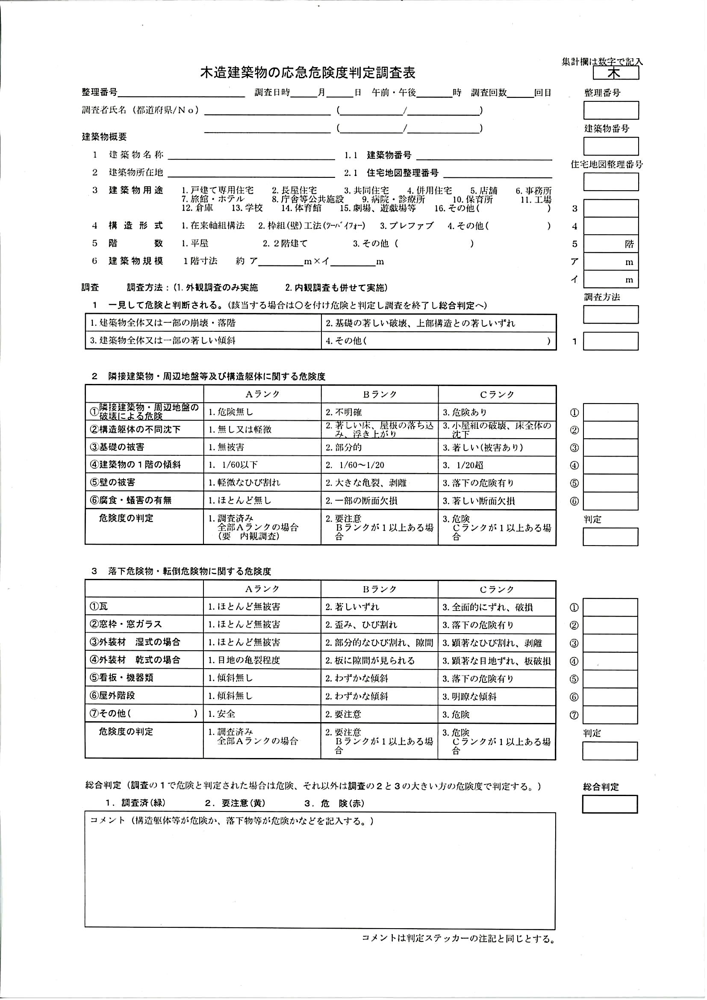 集計欄は数字で記入
木造建築物の応急危険度判定調査表
木
整理番号 調査日時 月 日 午前・午後 時 調査回数 回目
整理番号
調査者氏名（都道府県/No） ( / )
( / )
建築物番号
建築物概要
1 建築物名称 1.1 建築物番号
住宅地図整理番号
2 建築物所在地 2.1 住宅地図整理番号
3 建築物用途 1.戸建て専用住宅 2.長屋住宅 3.共同住宅 4.併用住宅 5.店舗 6.事務所
7.旅館・ホテル 8.庁舎等公共施設 9.病院・診療所 10.保育所 11.工場
12.倉庫 13.学校 14.体育館 15.劇場、遊戯場等 16.その他( ) 3
4 構造形式 1.在来軸組構法 2.枠組(壁)工法(ﾂｰﾊﾞｲﾌｫｰ) 3.プレファブ 4.その他( ) 4
5 階数 1.平屋 2.２階建て 3.その他（ ） 5 階
6 建築物規模 1階寸法 約 ア m×イ m ア m
イ m
調査 調査方法：(1.外観調査のみ実施 2.内観調査も併せて実施)
調査方法
1 一見して危険と判断される。(該当する場合は○を付け危険と判定し調査を終了し総合判定へ)
1.建築物全体又は一部の崩壊・落階 2.基礎の著しい破壊、上部構造との著しいずれ
3.建築物全体又は一部の著しい傾斜 4.その他( ) 1
2 隣接建築物・周辺地盤等及び構造躯体に関する危険度
Aランク Bランク Cランク
①隣接建築物・周辺地盤の破壊による危険 1.危険無し 2.不明確 3.危険あり ①
②構造躯体の不同沈下 1.無し又は軽微 2.著しい床、屋根の落ち込み、浮き上がり 3.小屋組の破壊、床全体の沈下 ②
③基礎の被害 1.無被害 2.部分的 3.著しい(被害あり) ③
④建築物の1階の傾斜 1. 1/60以下 2. 1/60～1/20 3. 1/20超 ④
⑤壁の被害 1.軽微なひび割れ 2.大きな亀裂、剥離 3.落下の危険有り ⑤
⑥腐食・蟻害の有無 1.ほとんど無し 2.一部の断面欠損 3.著しい断面欠損 ⑥
危険度の判定 1.調査済み 2.要注意 3.危険 判定
全部Aランクの場合 Bランクが1以上ある場 Cランクが1以上ある場
(要 内観調査) 合 合
3 落下危険物・転倒危険物に関する危険度
Aランク Bランク Cランク
①瓦 1.ほとんど無被害 2.著しいずれ 3.全面的にずれ、破損 ①
②窓枠・窓ガラス 1.ほとんど無被害 2.歪み、ひび割れ 3.落下の危険有り ②
③外装材 湿式の場合 1.ほとんど無被害 2.部分的なひび割れ、隙間 3.顕著なひび割れ、剥離 ③
④外装材 乾式の場合 1.目地の亀裂程度 2.板に隙間が見られる 3.顕著な目地ずれ、板破損 ④
⑤看板・機器類 1.傾斜無し 2.わずかな傾斜 3.落下の危険有り ⑤
⑥屋外階段 1.傾斜無し 2.わずかな傾斜 3.明瞭な傾斜 ⑥
⑦その他( ) 1.安全 2.要注意 3.危険 ⑦
危険度の判定 1.調査済み 2.要注意 3.危険 判定
全部Aランクの場合 Bランクが1以上ある場 Cランクが1以上ある場
合 合
総合判定（調査の1で危険と判定された場合は危険、それ以外は調査の2と3の大きい方の危険度で判定する。） 総合判定
1. 調査済(緑) 2. 要注意(黄) 3. 危 険(赤)
コメント（構造躯体等が危険か、落下物等が危険かなどを記入する。）
コメントは判定ステッカーの注記と同じとする。